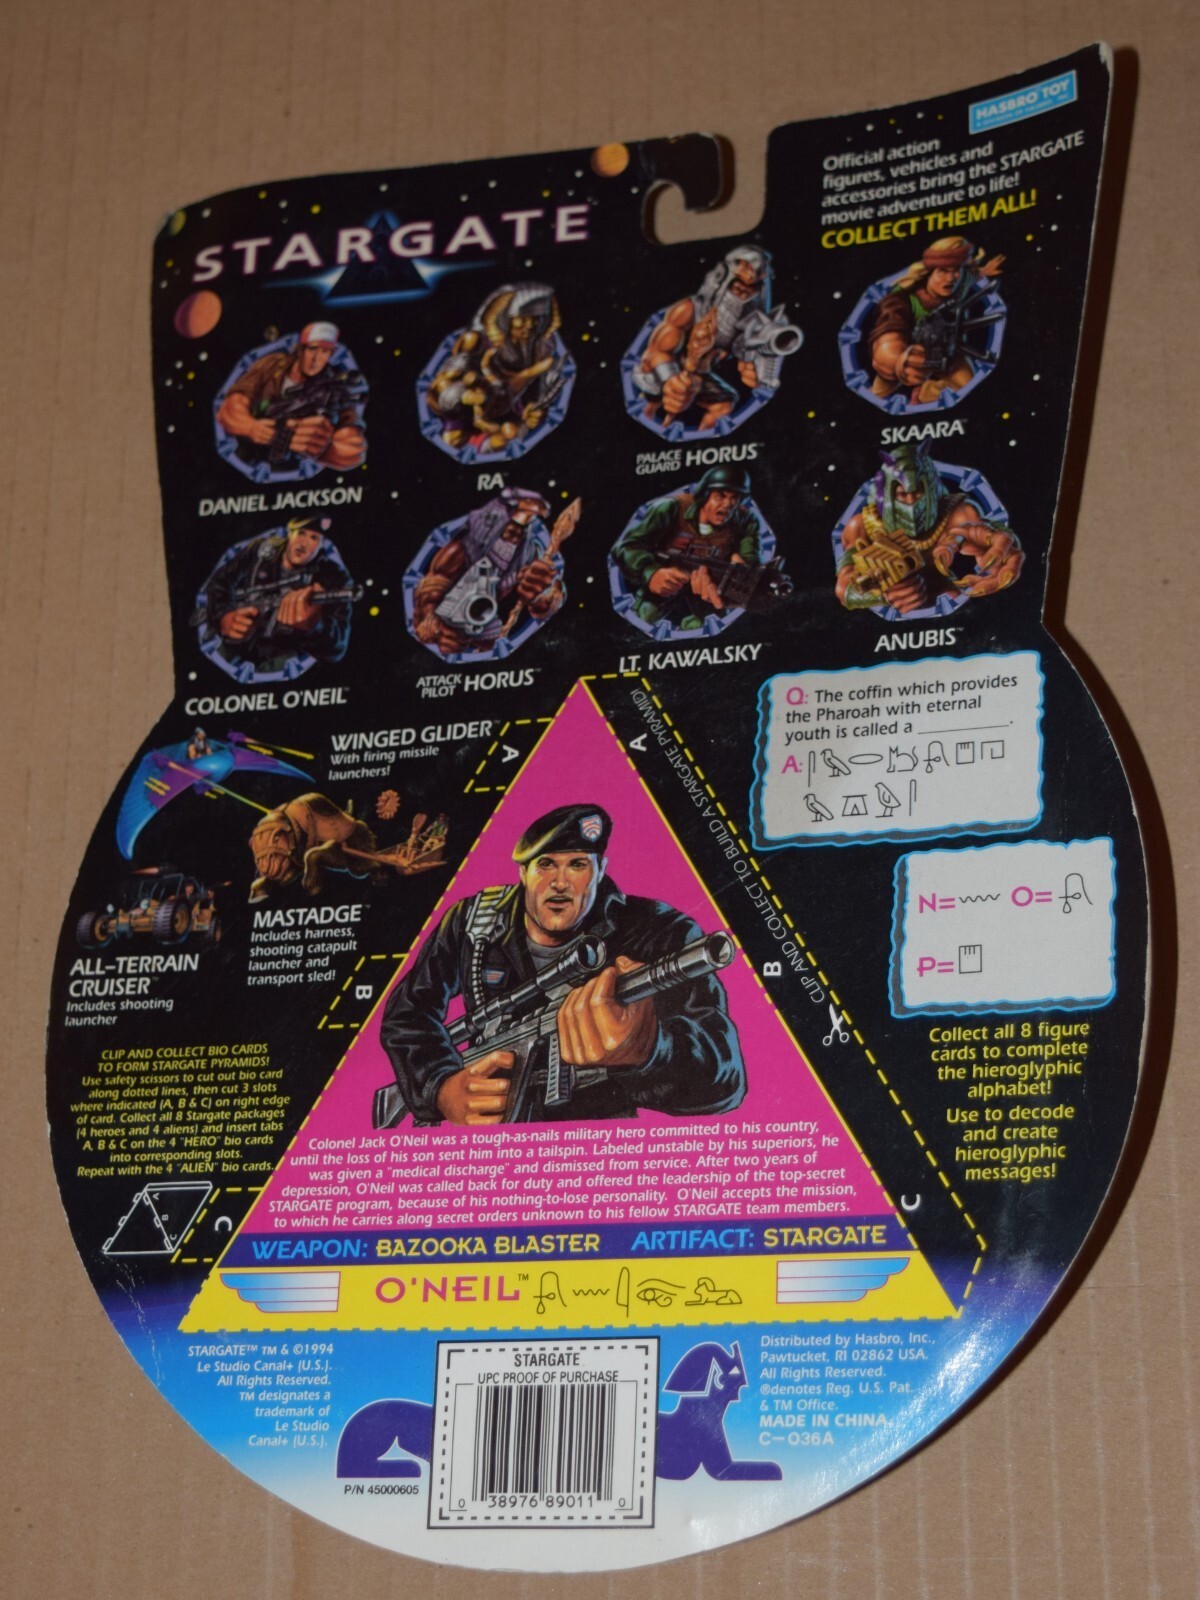 HASBRO TOY
Official action
figures, vehicles and
accessories bring the STARGATE
movie adventure to life!
COLLECT THEM ALL!
STARGATE
DANIEL JACKSON
RA™
PALACE GUARD HORUS™
SKAARA™
COLONEL O'NEIL™
ATTACK PILOT HORUS™
LT. KAWALSKY™
ANUBIS™
WINGED GLIDER™
With firing missile
launchers!
MASTADGE™
Includes harness,
shooting catapult
launcher and
transport sled!
ALL-TERRAIN
CRUISER™
Includes shooting
launcher
CLIP AND COLLECT BIO CARDS
TO FORM STARGATE PYRAMIDS!
Use safety scissors to cut out bio card
along dotted lines, then cut 3 slots
where indicated (A, B & C) on right edge
of card. Collect all 8 Stargate packages
(4 heroes and 4 aliens) and insert tabs
A, B & C on the 4 "HERO" bio cards
into corresponding slots.
Repeat with the 4 "ALIEN" bio cards.
A
B
C
A
B
C
A
B
C
CLIP AND COLLECT TO BUILD A STARGATE PYRAMID!
Q: The coffin which provides
the Pharoah with eternal
youth is called a ____________.
A:
N= O=
P=
Collect all 8 figure
cards to complete
the hieroglyphic
alphabet!
Use to decode
and create
hieroglyphic
messages!
Colonel Jack O'Neil was a tough-as-nails military hero committed to his country,
until the loss of his son sent him into a tailspin. Labeled unstable by his superiors, he
was given a "medical discharge" and dismissed from service. After two years of
depression, O'Neil was called back for duty and offered the leadership of the top-secret
STARGATE program, because of his nothing-to-lose personality. O'Neil accepts the mission,
to which he carries along secret orders unknown to his fellow STARGATE team members.
WEAPON: BAZOOKA BLASTER ARTIFACT: STARGATE
O'NEIL™
STARGATE™ TM & ©1994
Le Studio Canal+ (U.S.).
All Rights Reserved.
TM designates a
trademark of
Le Studio
Canal+ (U.S.).
P/N 45000605
STARGATE
UPC PROOF OF PURCHASE
0 38976 89011 0
Distributed by Hasbro, Inc.,
Pawtucket, RI 02862 USA.
All Rights Reserved.
®denotes Reg. U.S. Pat.
& TM Office.
MADE IN CHINA.
C-036A